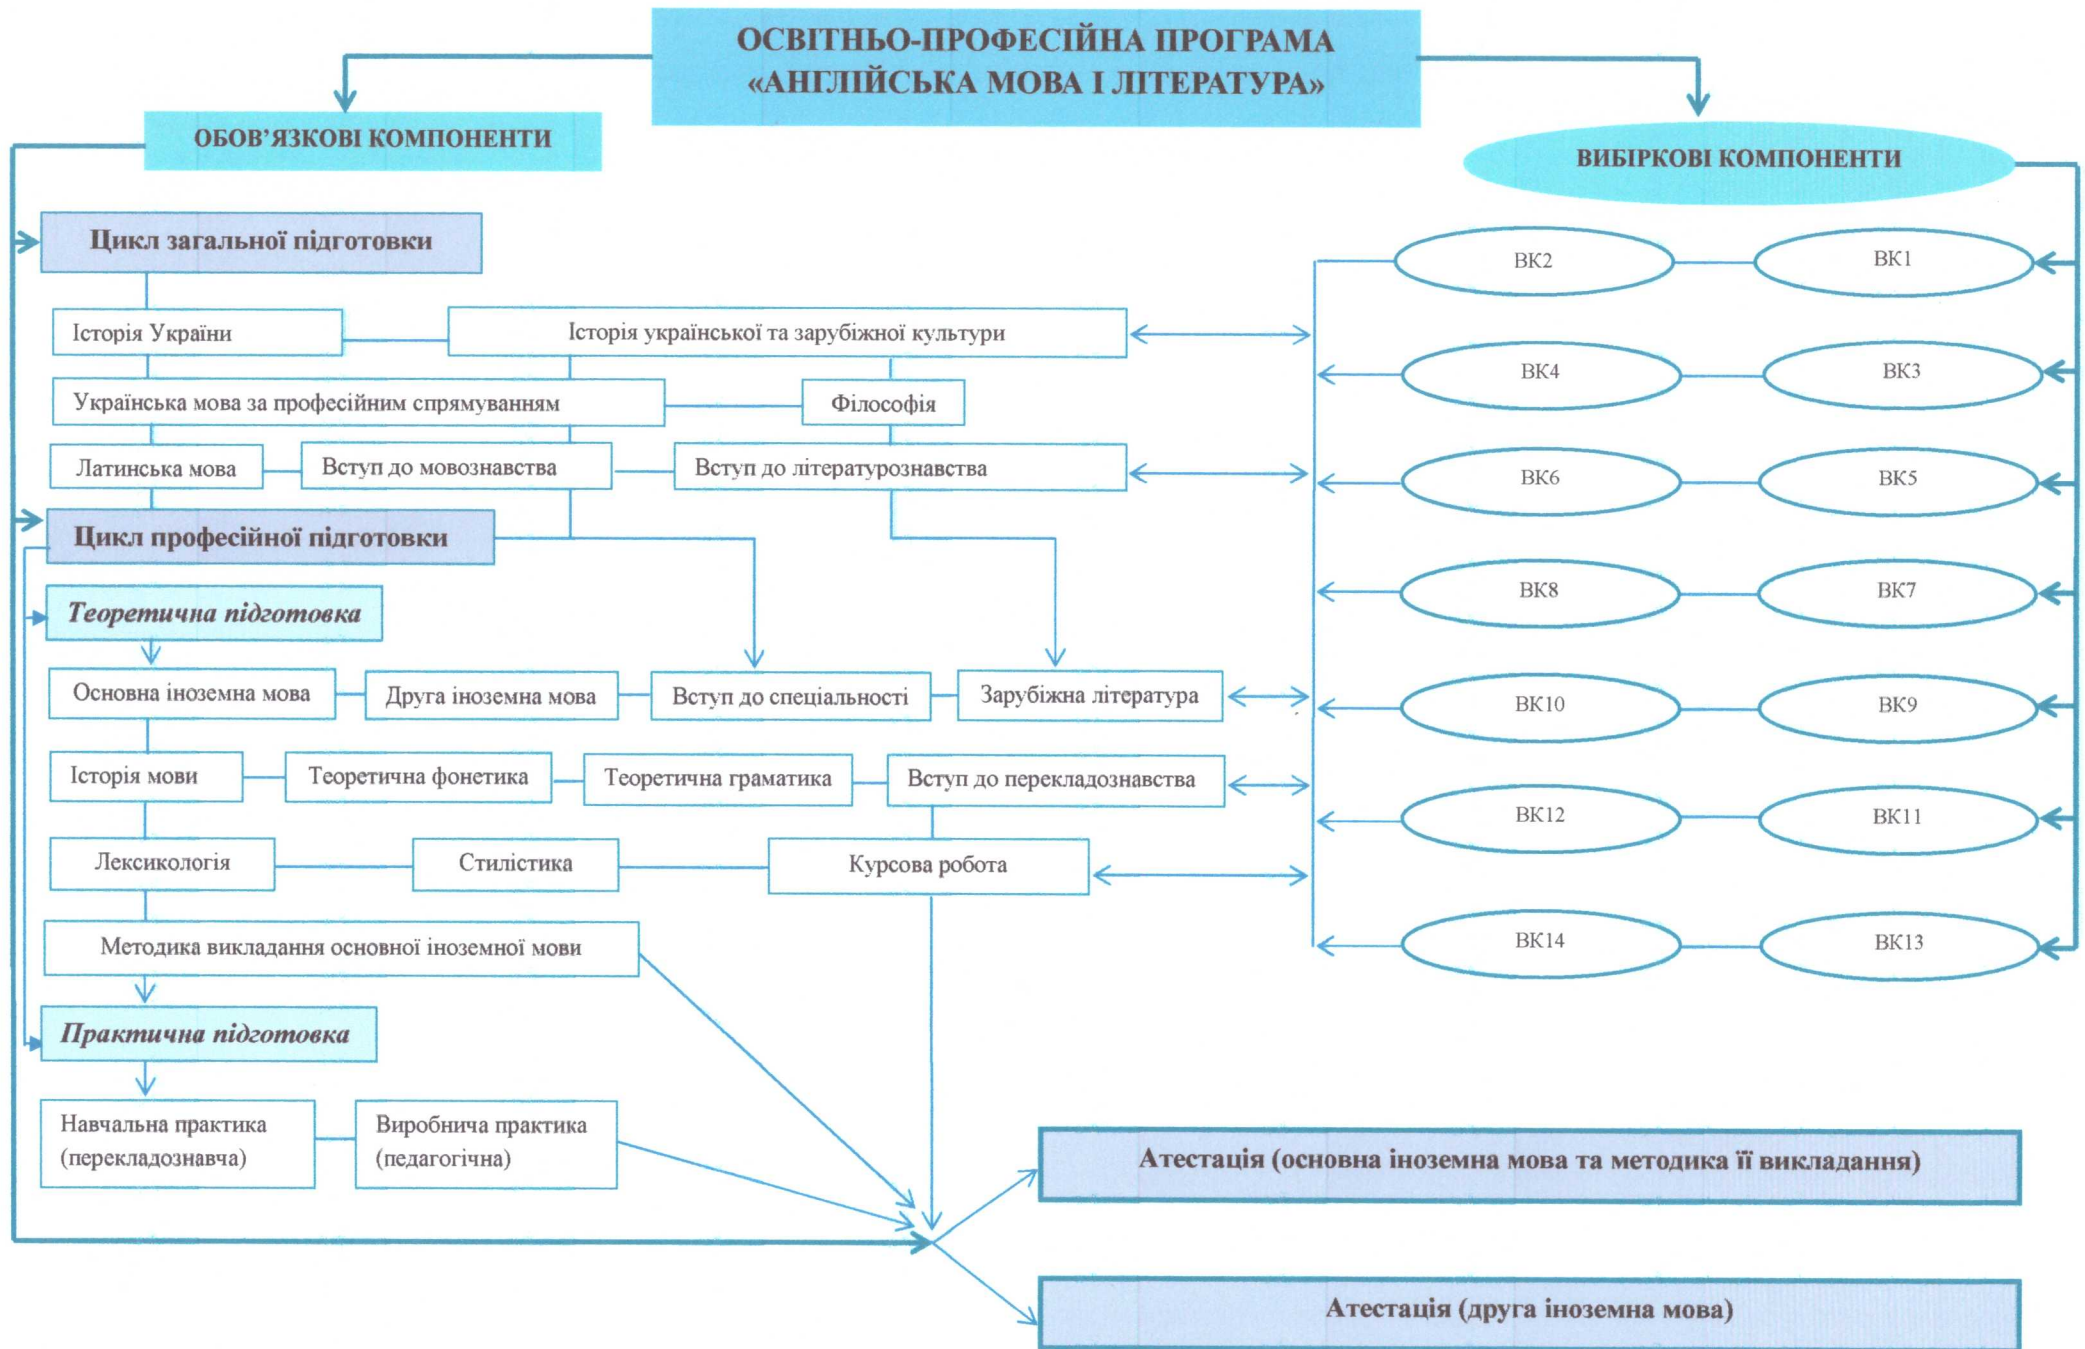 ОСВІТНЬО-ПРОФЕСІЙНА ПРОГРАМА
«АНГЛІЙСЬКА МОВА І ЛІТЕРАТУРА»
ОБОВ’ЯЗКОВІ КОМПОНЕНТИ
ВИБІРКОВІ КОМПОНЕНТИ
Цикл загальної підготовки
ВК2
ВК1
Історія України
Історія української та зарубіжної культури
ВК4
ВК3
Українська мова за професійним спрямуванням
Філософія
Латинська мова
Вступ до мовознавства
Вступ до літературознавства
ВК6
ВК5
Цикл професійної підготовки
ВК8
ВК7
Теоретична підготовка
Основна іноземна мова
Друга іноземна мова
Вступ до спеціальності
Зарубіжна література
ВК10
ВК9
Історія мови
Теоретична фонетика
Теоретична граматика
Вступ до перекладознавства
ВК12
ВК11
Лексикологія
Стилістика
Курсова робота
Методика викладання основної іноземної мови
ВК14
ВК13
Практична підготовка
Навчальна практика
(перекладознавча)
Виробнича практика
(педагогічна)
Атестація (основна іноземна мова та методика її викладання)
Атестація (друга іноземна мова)